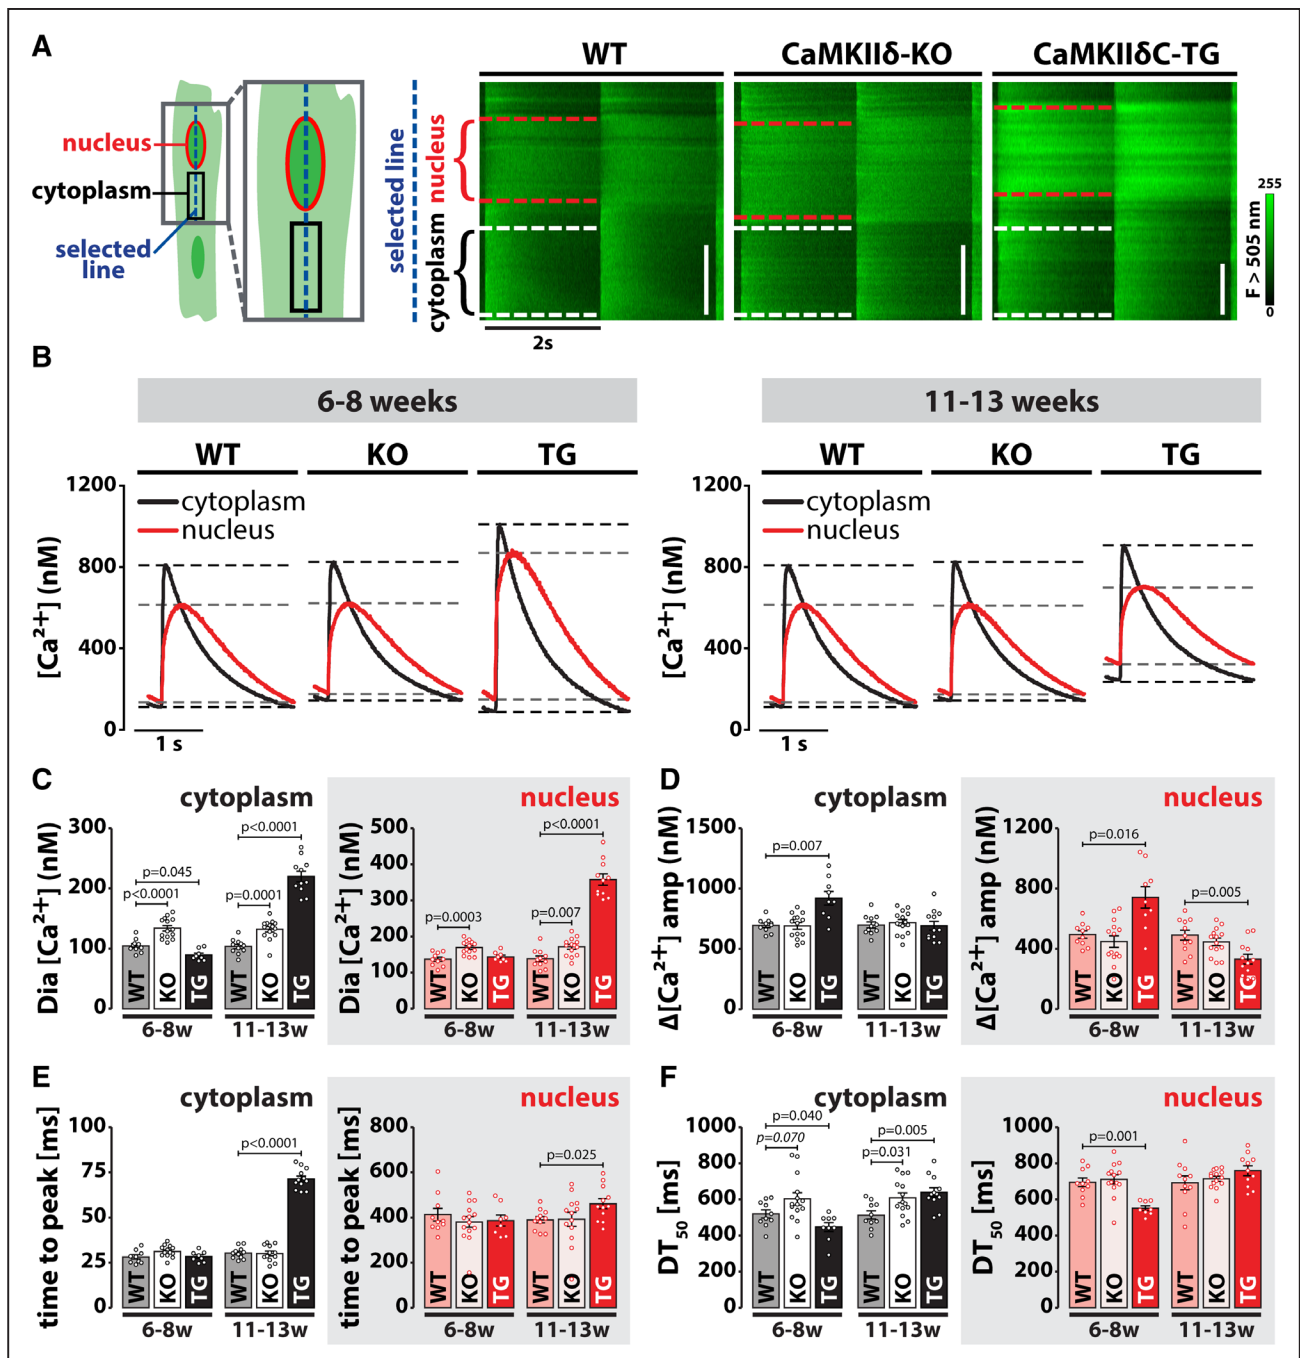 A
WT
CaMKIIδ-KO
CaMKIIδC-TG
nucleus
cytoplasm
selected
line
selected line
nucleus
cytoplasm
2s
255
F > 505 nm
0
B
6-8 weeks
11-13 weeks
WT
KO
TG
WT
KO
TG
[Ca2+] (nM)
1200
800
400
0
cytoplasm
nucleus
1 s
[Ca2+] (nM)
1200
800
400
0
cytoplasm
nucleus
1 s
C
cytoplasm
Dia [Ca2+] (nM)
300
200
100
0
p<0.0001
p=0.045
p<0.0001
p=0.0001
WT
KO
TG
WT
KO
TG
6-8w
11-13w
nucleus
Dia [Ca2+] (nM)
500
400
300
200
100
0
p<0.0001
p=0.0003
p=0.007
WT
KO
TG
WT
KO
TG
6-8w
11-13w
D
cytoplasm
Δ[Ca2+] amp (nM)
1500
1000
500
0
p=0.007
WT
KO
TG
WT
KO
TG
6-8w
11-13w
nucleus
Δ[Ca2+] amp (nM)
1200
800
400
0
p=0.016
p=0.005
WT
KO
TG
WT
KO
TG
6-8w
11-13w
E
cytoplasm
time to peak [ms]
100
75
50
25
0
p<0.0001
WT
KO
TG
WT
KO
TG
6-8w
11-13w
nucleus
time to peak [ms]
800
600
400
200
0
p=0.025
WT
KO
TG
WT
KO
TG
6-8w
11-13w
F
cytoplasm
DT50 [ms]
1000
800
600
400
200
0
p=0.040
p=0.070
p=0.005
p=0.031
WT
KO
TG
WT
KO
TG
6-8w
11-13w
nucleus
DT50 [ms]
1000
800
600
400
200
0
p=0.001
WT
KO
TG
WT
KO
TG
6-8w
11-13w